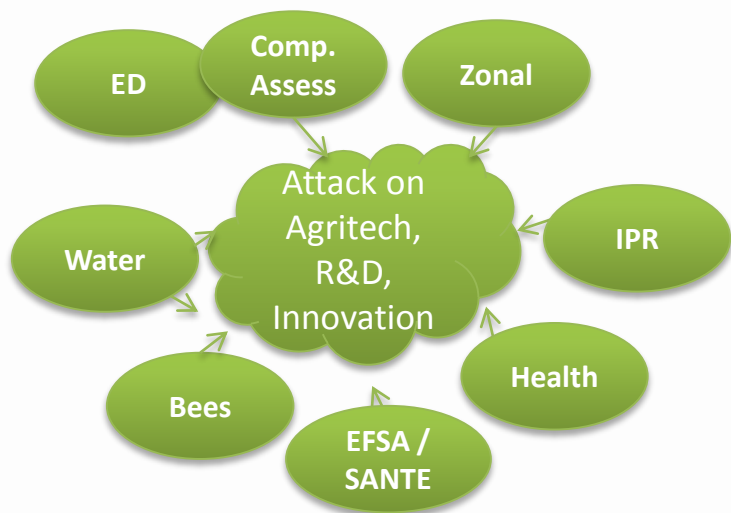 Comp.
Assess
Zonal
ED
Attack on
Agritech,
R&D,
Innovation
IPR
Water
Health
Bees
EFSA /
SANTE